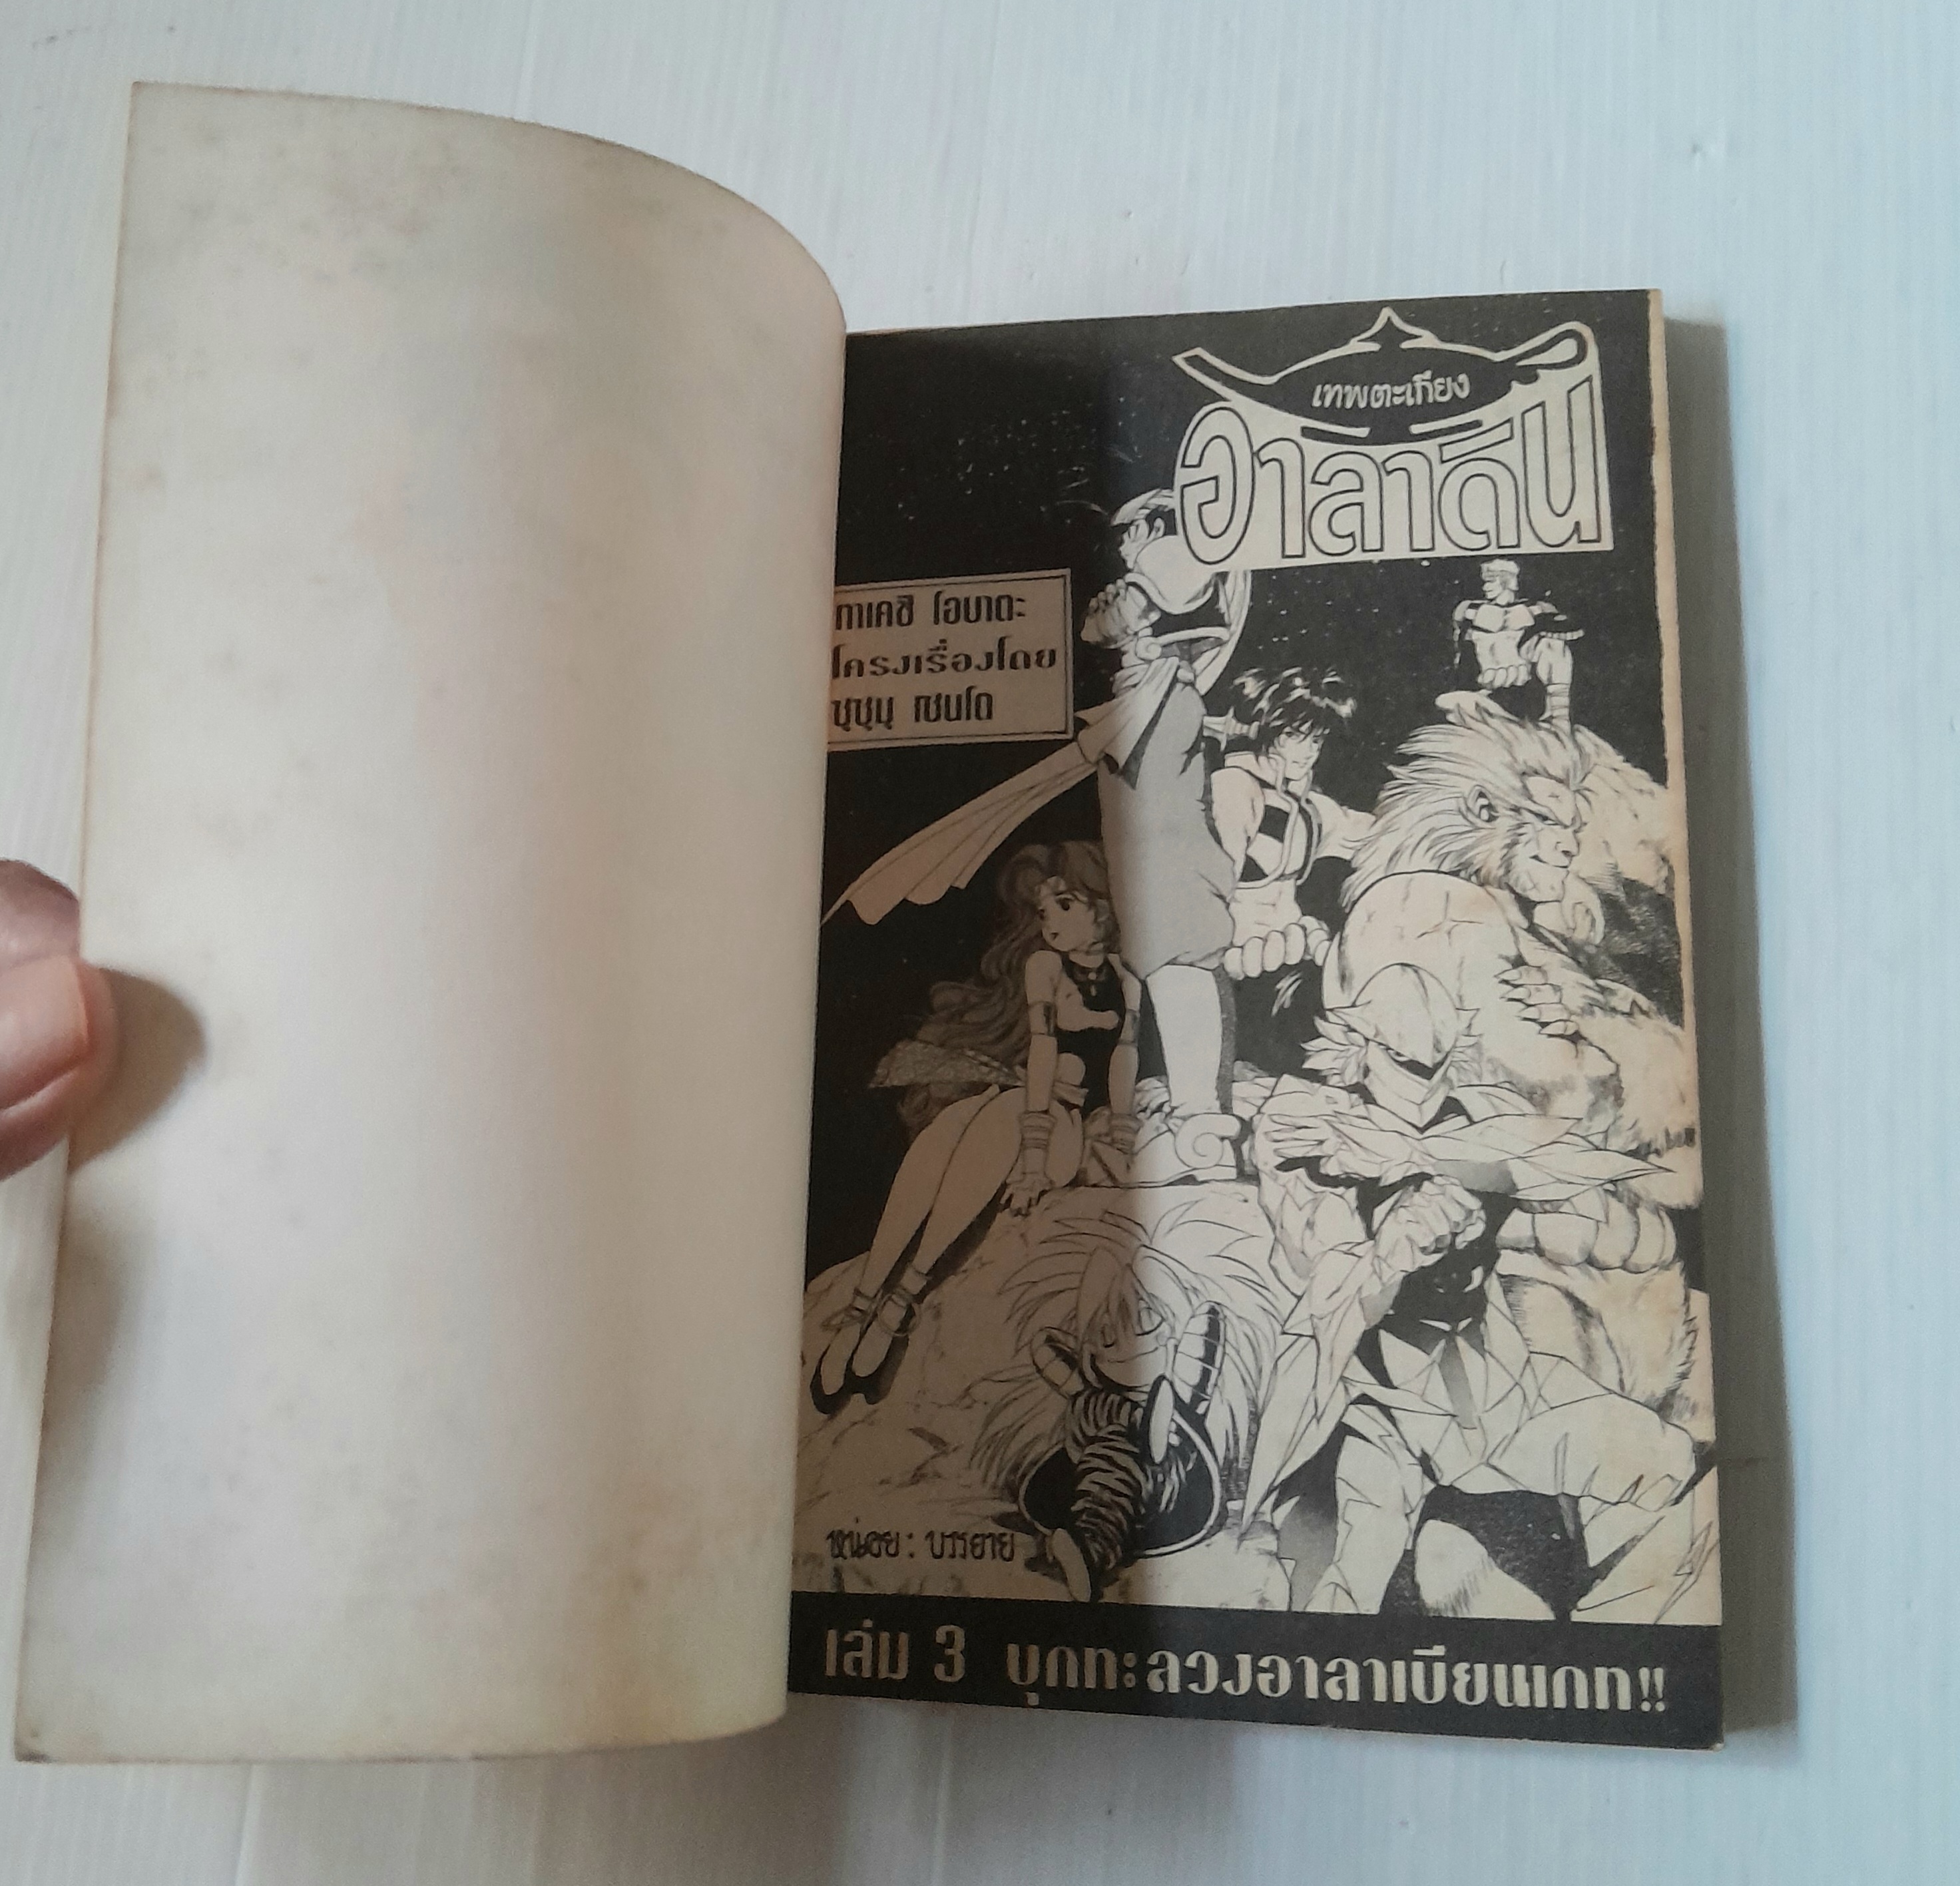 เทพตะเกียง
อาลาดิน
ทาเคชิ โอบาตะ
โครงเรื่องโดย
ชุชุมุ เซนโด
หน่อย : บรรยาย
เล่ม 3 บุกทะลวงอาลาเบียนแกท!!